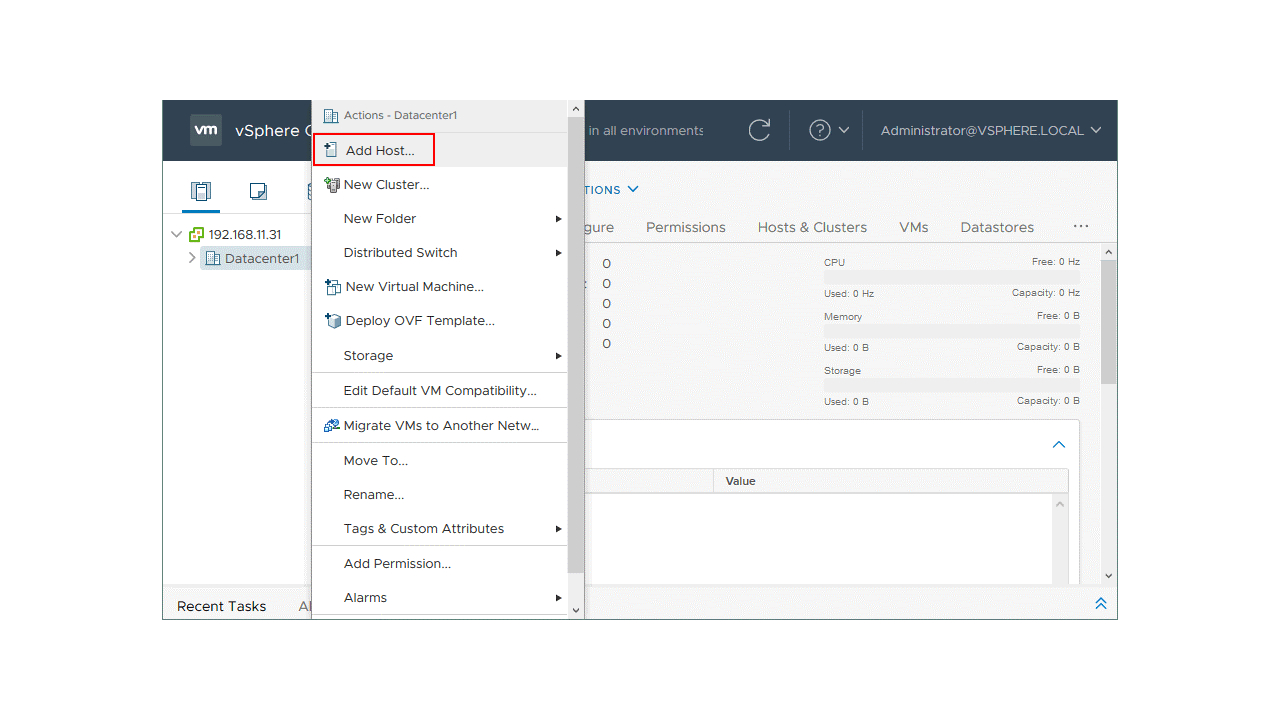 vm vSphere C
in all environments
Administrator@VSPHERE.LOCAL
Actions - Datacenter1
Add Host...
New Cluster...
New Folder
Distributed Switch
New Virtual Machine...
Deploy OVF Template...
Storage
Edit Default VM Compatibility...
Migrate VMs to Another Netw...
Move To...
Rename...
Tags & Custom Attributes
Add Permission...
Alarms
192.168.11.31
Datacenter1
TIONS
gure Permissions Hosts & Clusters VMs Datastores ...
0
0
0
0
0
CPU Free: 0 Hz
Used: 0 Hz Capacity: 0 Hz
Memory Free: 0 B
Used: 0 B Capacity: 0 B
Storage Free: 0 B
Used: 0 B Capacity: 0 B
Value
Recent Tasks Al